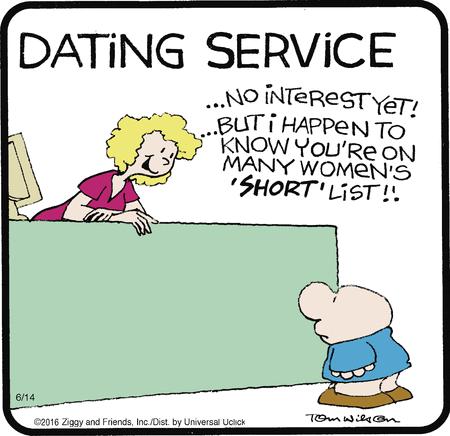 DATiNG SERViCE
...NO iNTEREST YET!
...BUT i HAPPEN TO
KNOW YOU'RE ON
MANY WOMEN'S
'SHORT' LiST!!
6/14
©2016 Ziggy and Friends, Inc./Dist. by Universal Uclick
Tom Wilson